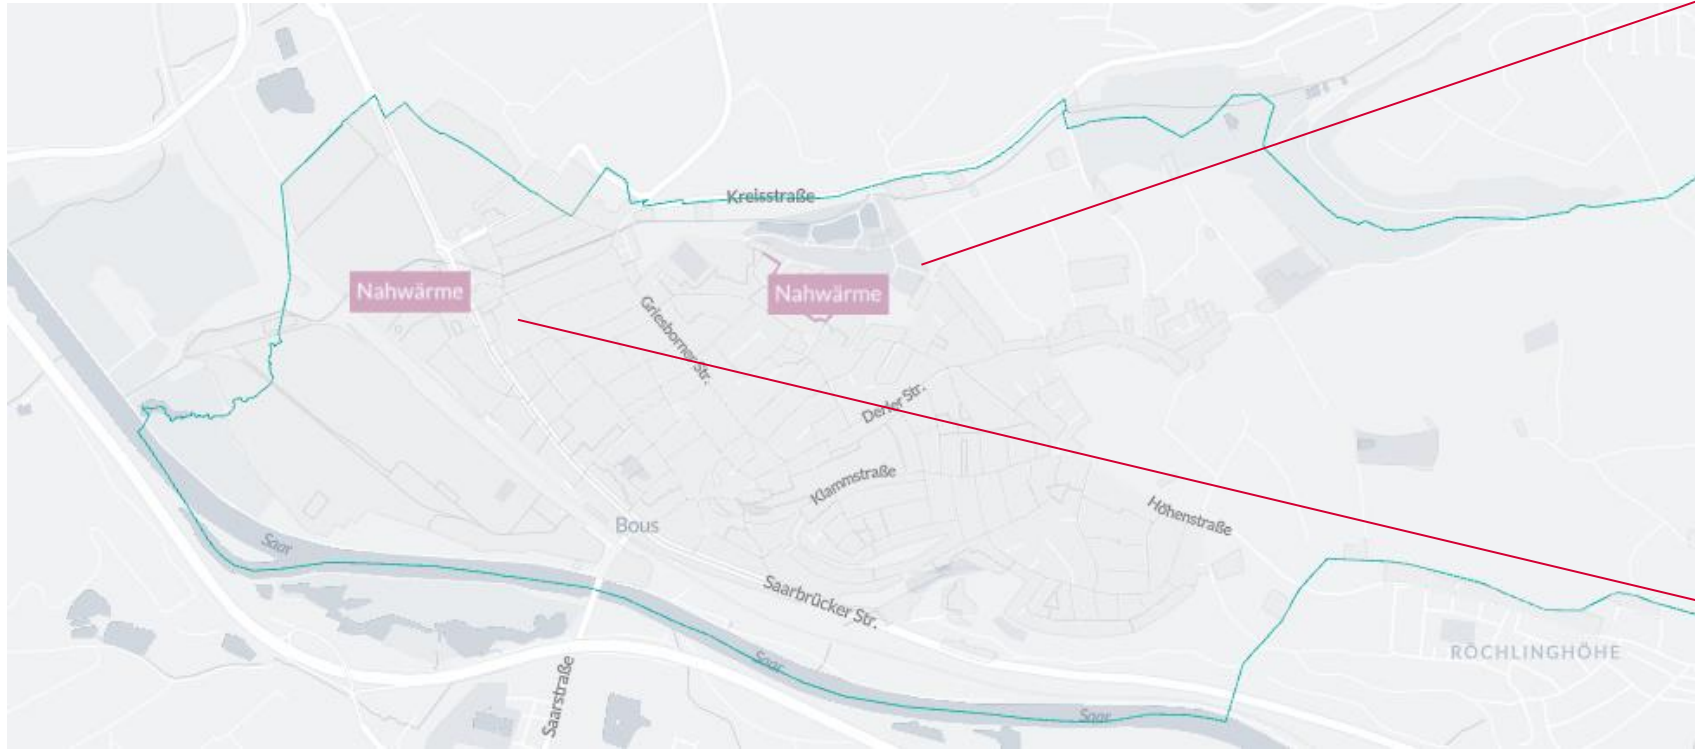 Kreisstraße
Nahwärme
Nahwärme
Griesborner Str.
Derler Str.
Klammstraße
Höhenstraße
Bous
Saar
Saarbrücker Str.
RÖCHLINGHÖHE
Saar
Saarstraße
Saar